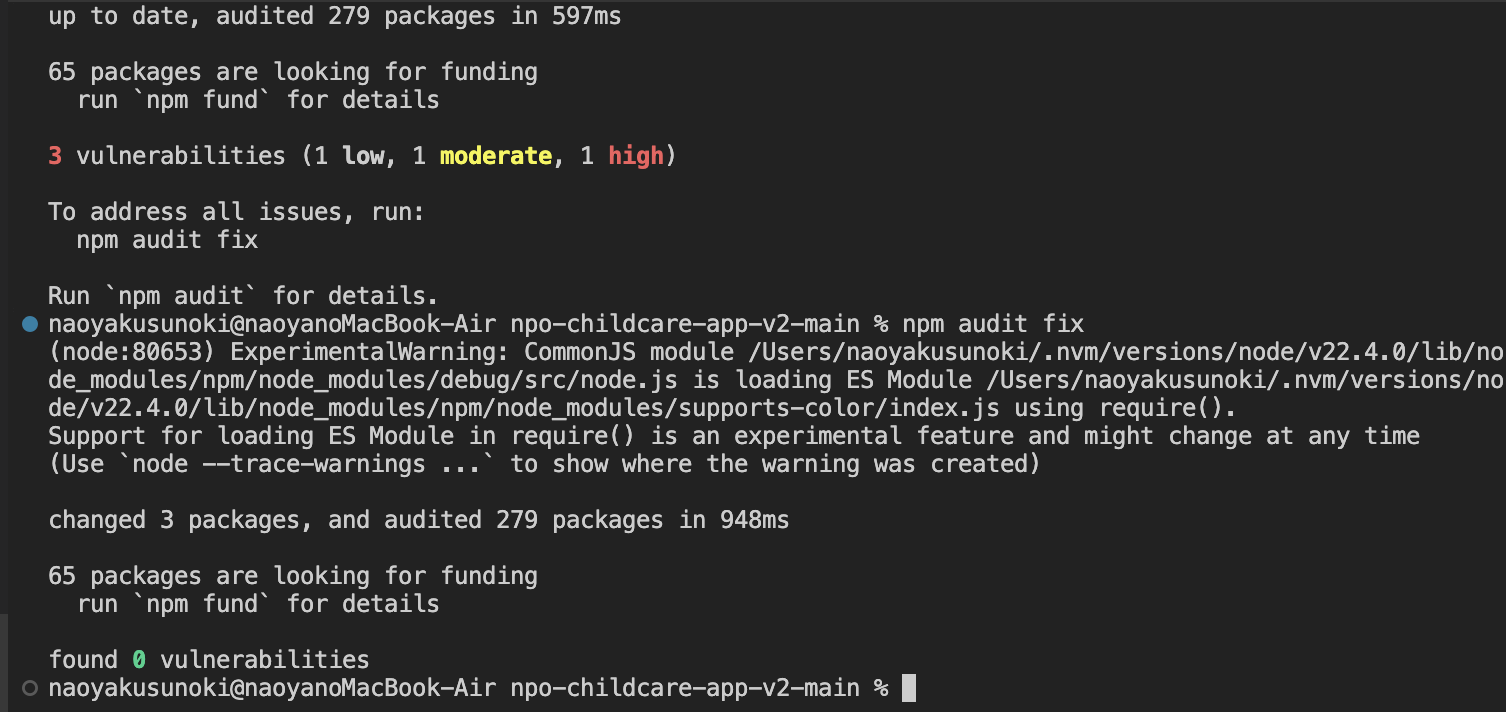 up to date, audited 279 packages in 597ms
65 packages are looking for funding
  run `npm fund` for details
3 vulnerabilities (1 low, 1 moderate, 1 high)
To address all issues, run:
  npm audit fix
Run `npm audit` for details.
naoyakusunoki@naoyanoMacBook-Air npo-childcare-app-v2-main % npm audit fix
(node:80653) ExperimentalWarning: CommonJS module /Users/naoyakusunoki/.nvm/versions/node/v22.4.0/lib/no
de_modules/npm/node_modules/debug/src/node.js is loading ES Module /Users/naoyakusunoki/.nvm/versions/no
de/v22.4.0/lib/node_modules/npm/node_modules/supports-color/index.js using require().
Support for loading ES Module in require() is an experimental feature and might change at any time
(Use `node --trace-warnings ...` to show where the warning was created)
changed 3 packages, and audited 279 packages in 948ms
65 packages are looking for funding
  run `npm fund` for details
found 0 vulnerabilities
naoyakusunoki@naoyanoMacBook-Air npo-childcare-app-v2-main %